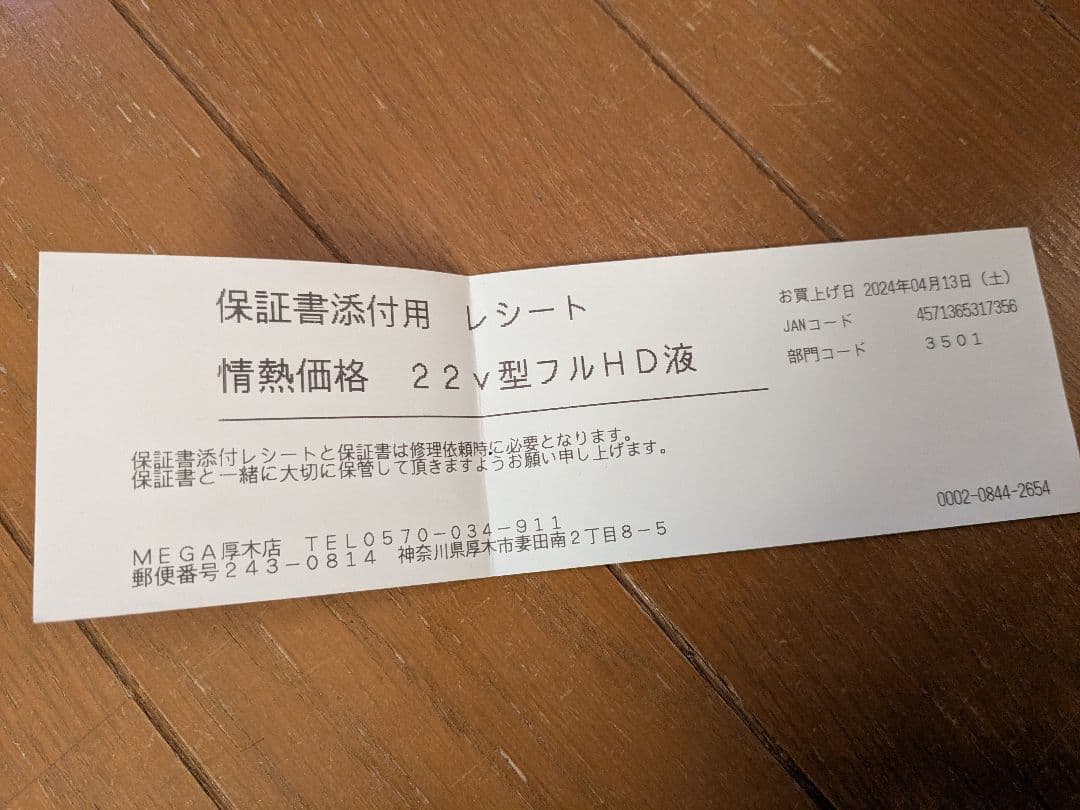 保証書添付用 レシート
情熱価格 22v型フルHD液
お買上げ日 2024年04月13日（土）
JANコード 4571365317356
部門コード 3501
保証書添付レシートと保証書は修理依頼時に必要となります。
保証書と一緒に大切に保管して頂きますようお願い申し上げます。
0002-0844-2654
MEGA厚木店 TEL0570-034-911
郵便番号243-0814 神奈川県厚木市妻田南2丁目8-5